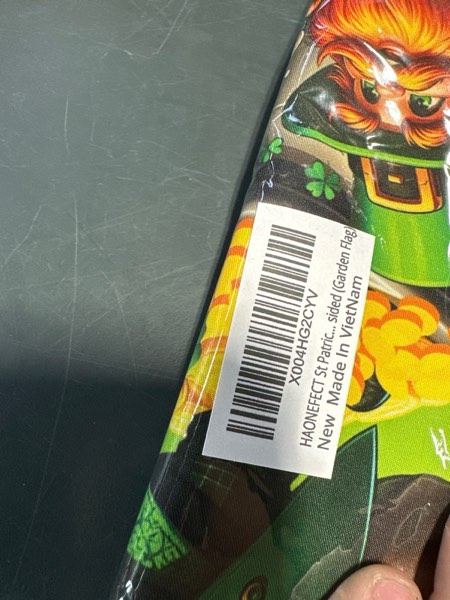 X004HG2CYV
HAONEFECT St Patric... sided (Garden Flag)
New Made In VietNam